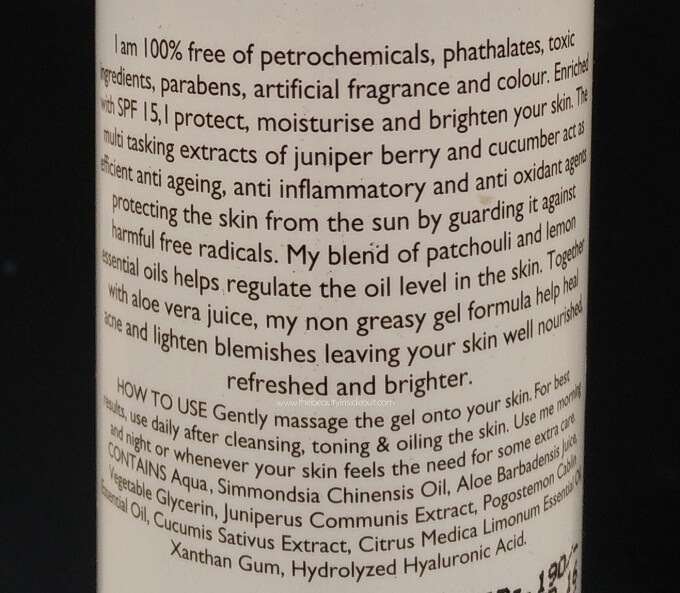 I am 100% free of petrochemicals, phathalates, toxic
ingredients, parabens, artificial fragrance and colour. Enriched
with SPF 15, I protect, moisturise and brighten your skin. The
multi tasking extracts of juniper berry and cucumber act as
efficient anti ageing, anti inflammatory and anti oxidant agents
protecting the skin from the sun by guarding it against
harmful free radicals. My blend of patchouli and lemon
essential oils helps regulate the oil level in the skin. Together
with aloe vera juice, my non greasy gel formula help heal
acne and lighten blemishes leaving your skin well nourished,
refreshed and brighter.
www.thebeautyinsideout.com
HOW TO USE Gently massage the gel onto your skin. For best
results, use daily after cleansing, toning & oiling the skin. Use me morning
and night or whenever your skin feels the need for some extra care.
CONTAINS Aqua, Simmondsia Chinensis Oil, Aloe Barbadensis Juice,
Vegetable Glycerin, Juniperus Communis Extract, Pogostemon Cablin
Essential Oil, Cucumis Sativus Extract, Citrus Medica Limonum Essential Oil,
Xanthan Gum, Hydrolyzed Hyaluronic Acid.
190/-